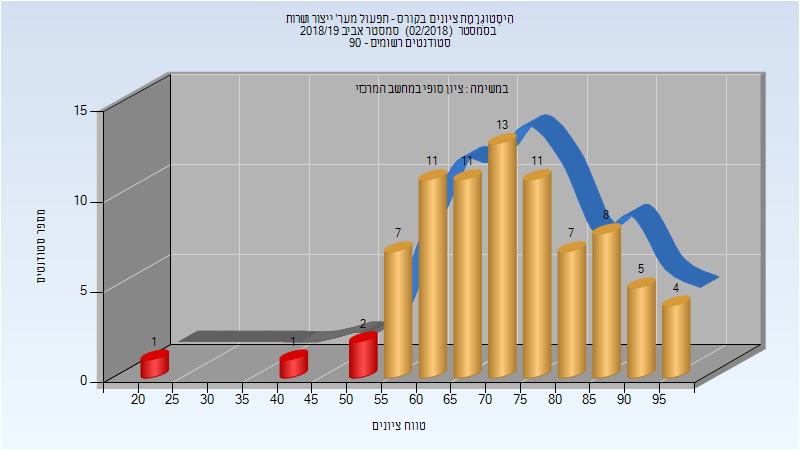 היסטוגרמת ציונים בקורס - תפעול מער' ייצור ושרות
בסמסטר (02/2018) סמסטר אביב 2018/19
סטודנטים רשומים - 90
במשימה : ציון סופי במחשב המרכזי
מספר סטודנטים
15
10
5
0
1
1
2
7
11
11
13
11
7
8
5
4
20 25 30 35 40 45 50 55 60 65 70 75 80 85 90 95
טווח ציונים